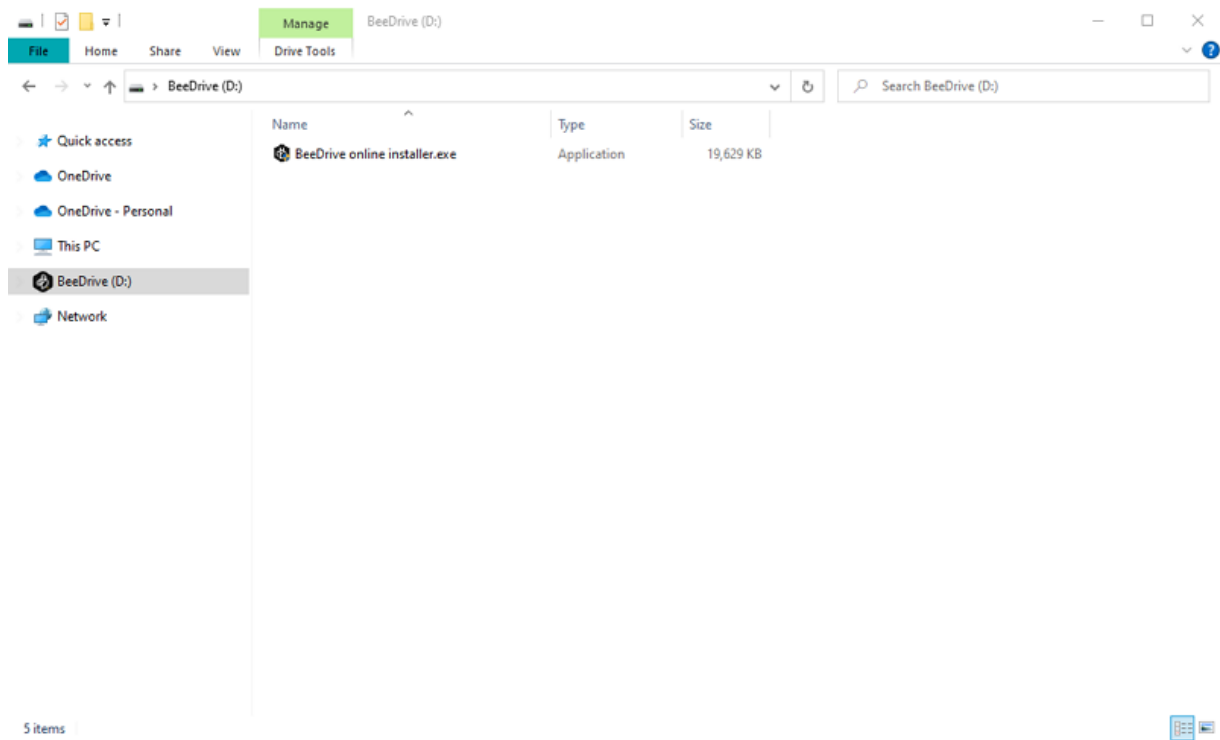 Manage BeeDrive (D:)
File Home Share View Drive Tools
BeeDrive (D:) Search BeeDrive (D:)
Name Type Size
BeeDrive online installer.exe Application 19,629 KB
Quick access
OneDrive
OneDrive - Personal
This PC
BeeDrive (D:)
Network
5 items